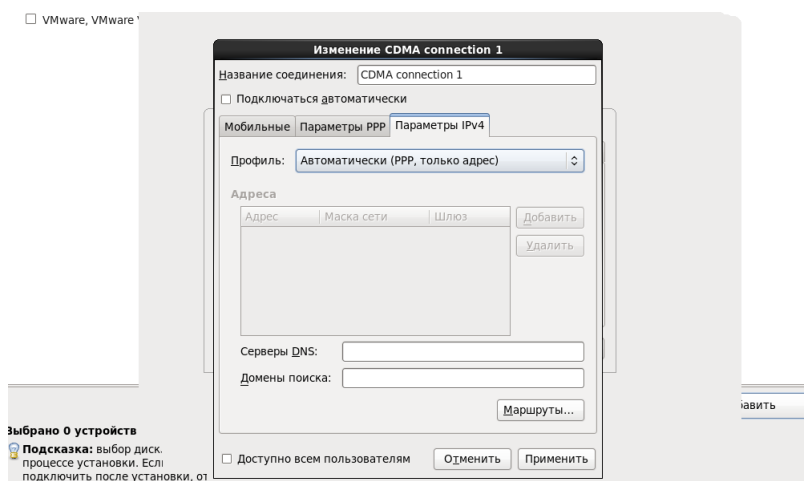 VMware, VMware
Изменение CDMA connection 1
Название соединения: CDMA connection 1
Подключаться автоматически
Мобильные Параметры PPP Параметры IPv4
Профиль: Автоматически (PPP, только адрес)
Адреса
Адрес Маска сети Шлюз Добавить
Удалить
Серверы DNS:
Домены поиска:
Маршруты...
авить
Выбрано 0 устройств
Подсказка: выбор диск
процессе установки. Если
подключить после установки, от
Доступно всем пользователям Отменить Применить